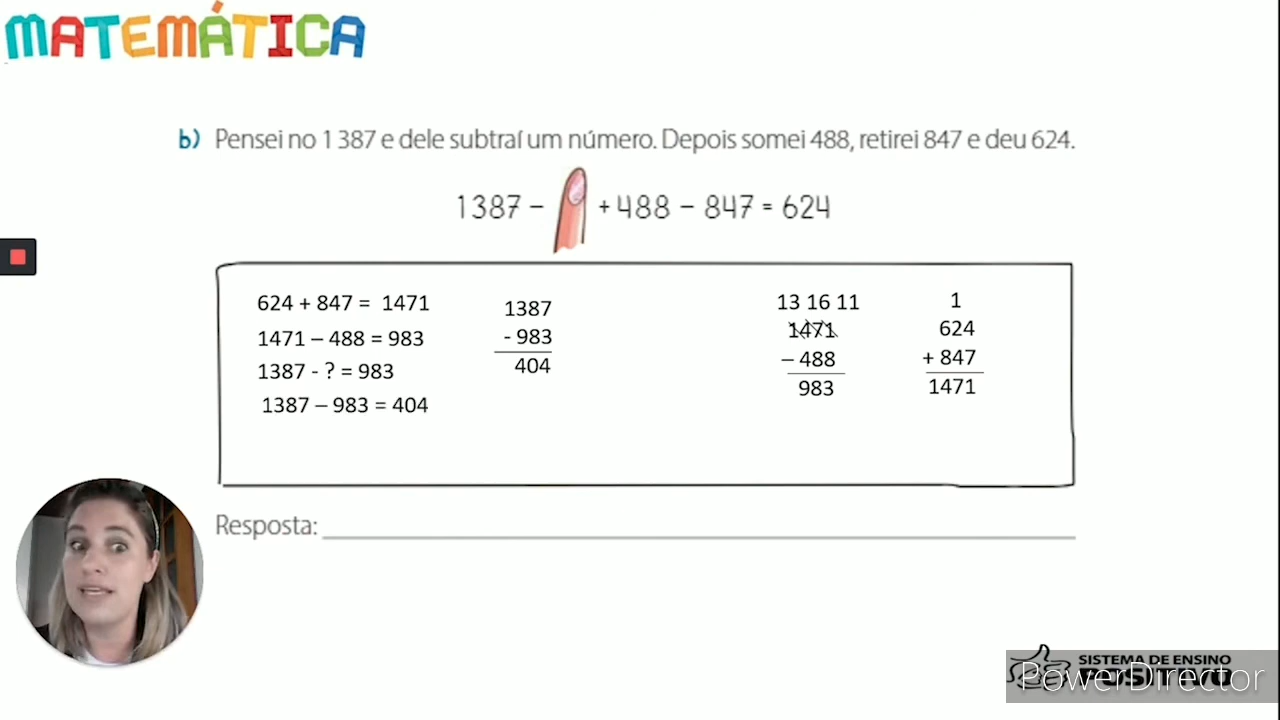 MATEMÁTICA
b) Pensei no 1 387 e dele subtraí um número. Depois somei 488, retirei 847 e deu 624.
1387 – + 488 – 847 = 624
624 + 847 = 1471
1471 – 488 = 983
1387 - ? = 983
1387 – 983 = 404
1387
- 983
404
13 16 11
1471
– 488
983
1
624
+ 847
1471
Resposta:
SISTEMA DE ENSINO
POSITIVO
PowerDirector